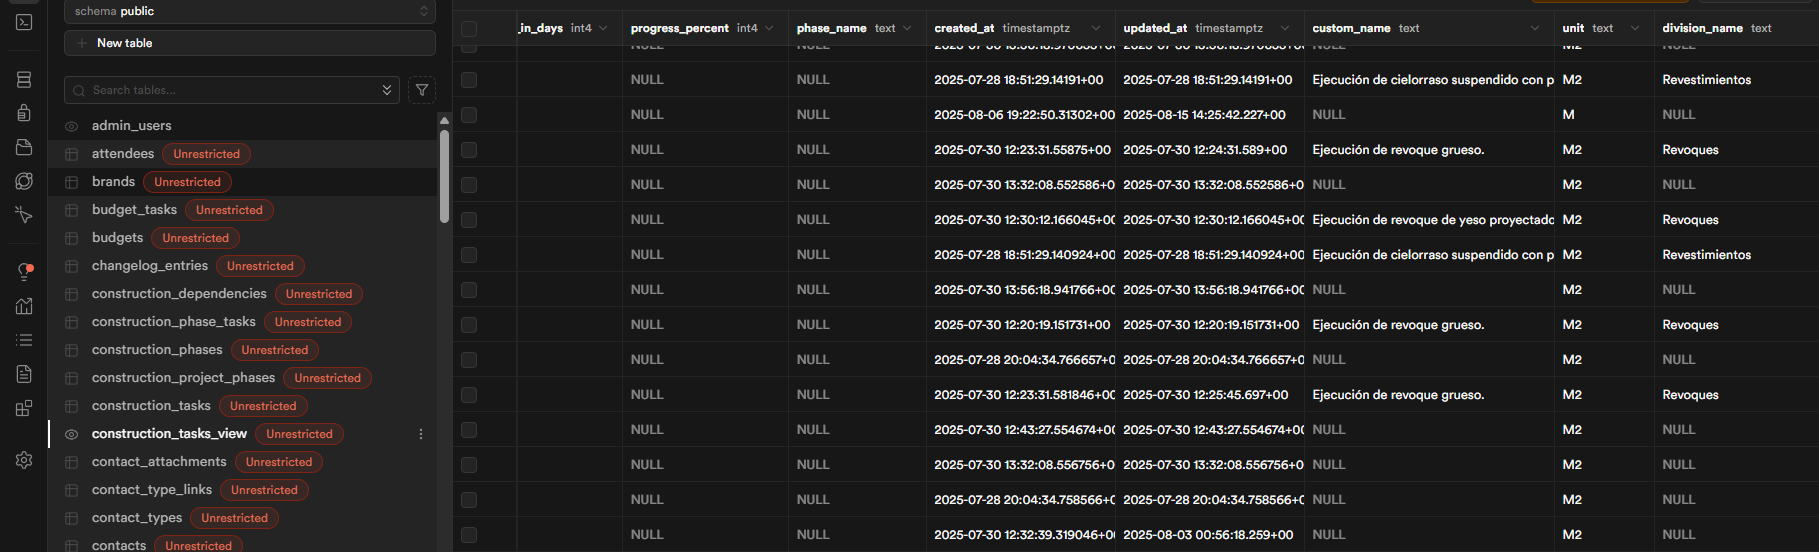 schema public
New table
Search tables...
admin_users
attendees Unrestricted
brands Unrestricted
budget_tasks Unrestricted
budgets Unrestricted
changelog_entries Unrestricted
construction_dependencies Unrestricted
construction_phase_tasks Unrestricted
construction_phases Unrestricted
construction_project_phases Unrestricted
construction_tasks Unrestricted
construction_tasks_view Unrestricted
contact_attachments Unrestricted
contact_type_links Unrestricted
contact_types Unrestricted
contacts Unrestricted
_in_days int4 progress_percent int4 phase_name text created_at timestamptz updated_at timestamptz custom_name text unit text division_name text
NULL NULL 2025-07-28 18:51:29.14191+00 2025-07-28 18:51:29.14191+00 Ejecución de cielorraso suspendido con p M2 Revestimientos
NULL NULL 2025-08-06 19:22:50.31302+00 2025-08-15 14:25:42.227+00 NULL M NULL
NULL NULL 2025-07-30 12:23:31.55875+00 2025-07-30 12:24:31.589+00 Ejecución de revoque grueso. M2 Revoques
NULL NULL 2025-07-30 13:32:08.552586+0 2025-07-30 13:32:08.552586+0 NULL M2 NULL
NULL NULL 2025-07-30 12:30:12.166045+00 2025-07-30 12:30:12.166045+00 Ejecución de revoque de yeso proyectado M2 Revoques
NULL NULL 2025-07-28 18:51:29.140924+00 2025-07-28 18:51:29.140924+00 Ejecución de cielorraso suspendido con p M2 Revestimientos
NULL NULL 2025-07-30 13:56:18.941766+00 2025-07-30 13:56:18.941766+00 NULL M2 NULL
NULL NULL 2025-07-30 12:20:19.151731+00 2025-07-30 12:20:19.151731+00 Ejecución de revoque grueso. M2 Revoques
NULL NULL 2025-07-28 20:04:34.766657+0 2025-07-28 20:04:34.766657+0 NULL M2 NULL
NULL NULL 2025-07-30 12:23:31.581846+00 2025-07-30 12:25:45.697+00 Ejecución de revoque grueso. M2 Revoques
NULL NULL 2025-07-30 12:43:27.554674+0 2025-07-30 12:43:27.554674+0 NULL M2 NULL
NULL NULL 2025-07-30 13:32:08.556756+0 2025-07-30 13:32:08.556756+0 NULL M2 NULL
NULL NULL 2025-07-28 20:04:34.758566+0 2025-07-28 20:04:34.758566+00 NULL M2 NULL
NULL NULL 2025-07-30 12:32:39.319046+0 2025-08-03 00:56:18.259+00 NULL M2 NULL